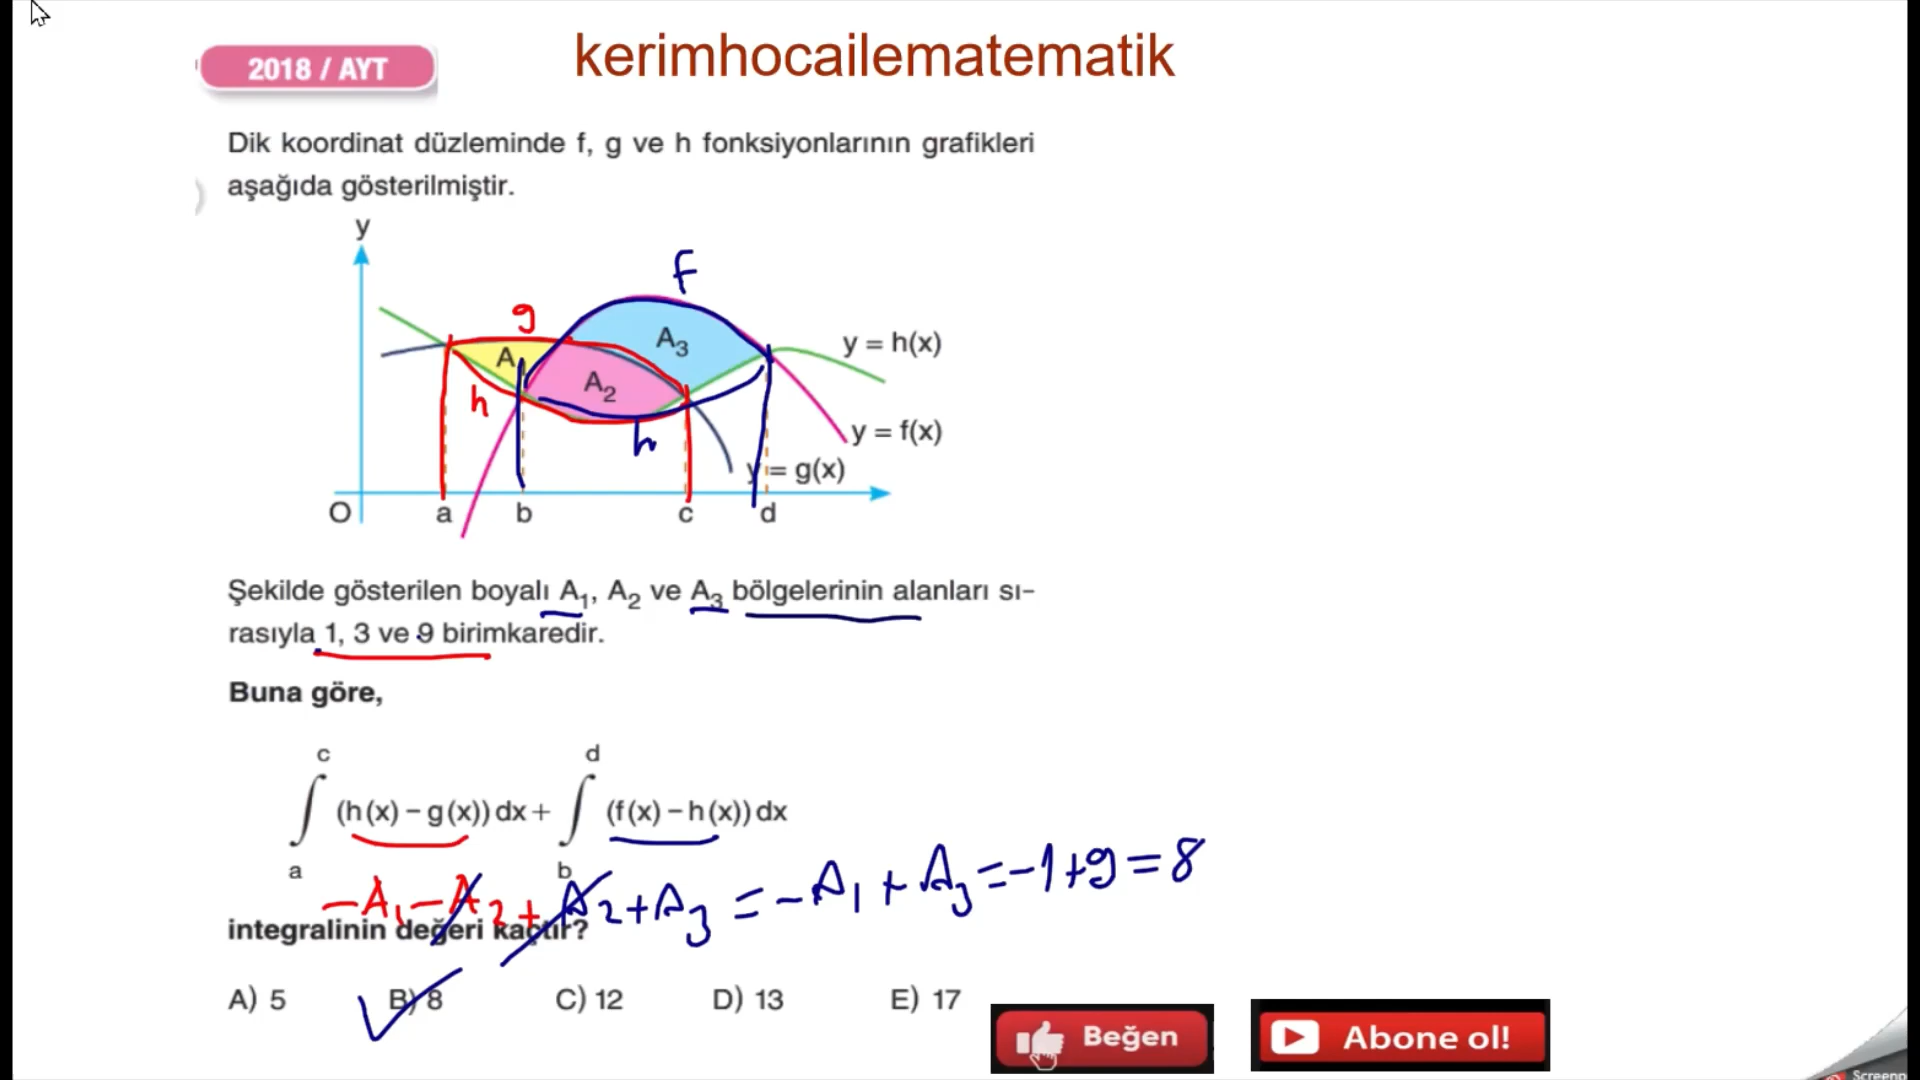 kerimhocailematematik
2018 / AYT
Dik koordinat düzleminde f, g ve h fonksiyonlarının grafikleri
aşağıda gösterilmiştir.
y
F
g
A₃
y = h(x)
A
A₂
h
h
y = f(x)
y = g(x)
O a b c d
Şekilde gösterilen boyalı A₁, A₂ ve A₃ bölgelerinin alanları sı-
rasıyla 1, 3 ve 9 birimkaredir.
Buna göre,
∫ₐᶜ (h(x) − g(x)) dx + ∫_b^d (f(x) − h(x)) dx
−A₁ − A₂ + A₂ + A₃ = −A₁ + A₃ = −1 + 9 = 8
integralinin değeri kaçtır?
A) 5 B) 8 C) 12 D) 13 E) 17
Beğen
Abone ol!